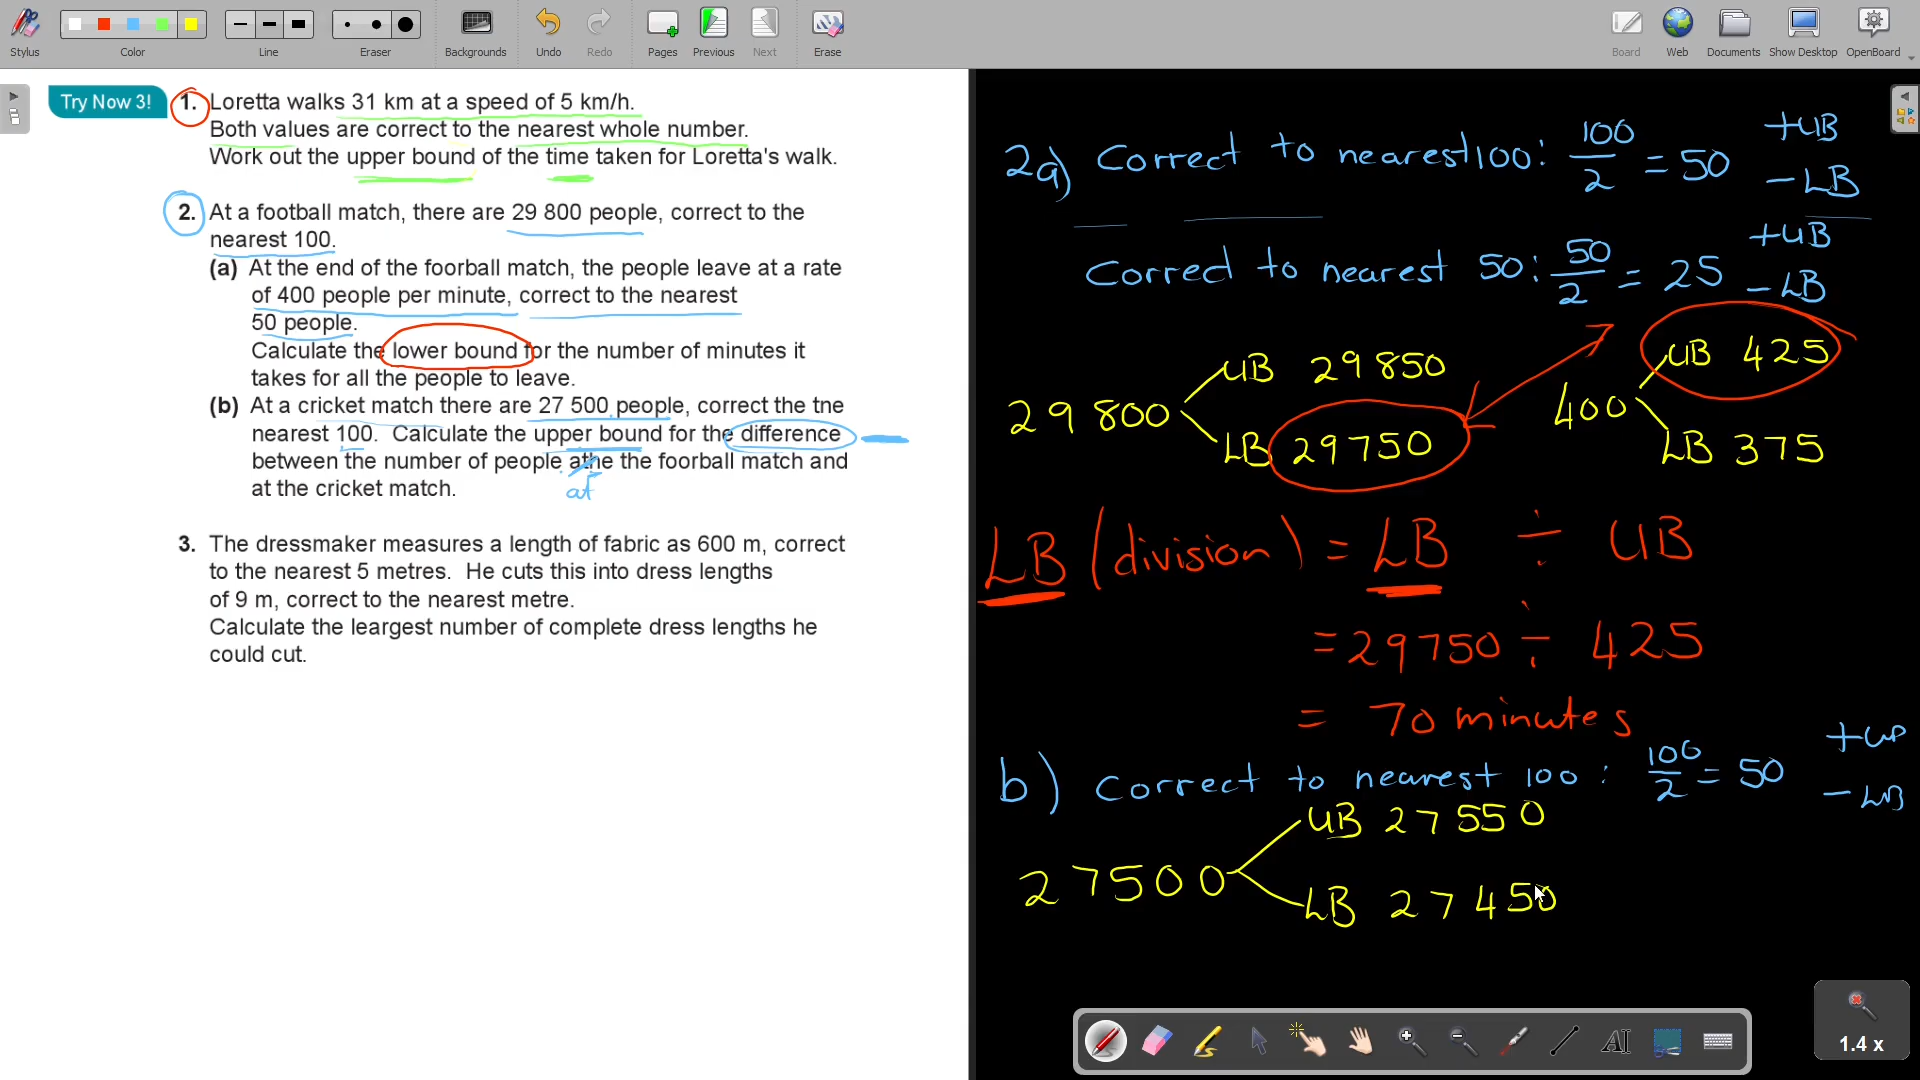 Stylus Color Line Eraser Backgrounds Undo Redo Pages Previous Next Erase Board Web Documents Show Desktop OpenBoard
Try Now 3!
1. Loretta walks 31 km at a speed of 5 km/h.
Both values are correct to the nearest whole number.
Work out the upper bound of the time taken for Loretta's walk.
2. At a football match, there are 29 800 people, correct to the
nearest 100.
(a) At the end of the foorball match, the people leave at a rate
of 400 people per minute, correct to the nearest
50 people.
Calculate the lower bound for the number of minutes it
takes for all the people to leave.
(b) At a cricket match there are 27 500 people, correct the tne
nearest 100. Calculate the upper bound for the difference
between the number of people athe the foorball match and
at
at the cricket match.
3. The dressmaker measures a length of fabric as 600 m, correct
to the nearest 5 metres. He cuts this into dress lengths
of 9 m, correct to the nearest metre.
Calculate the leargest number of complete dress lengths he
could cut.
2a) Correct to nearest 100: 100/2 = 50 +UB -LB
Correct to nearest 50: 50/2 = 25 +UB -LB
29 800 UB 29850 LB 29750
400 UB 425 LB 375
LB (division) = LB ÷ UB
= 29750 ÷ 425
= 70 minutes
b) Correct to nearest 100: 100/2 = 50 +UP -LB
27500 UB 27550 LB 27450
1.4 x